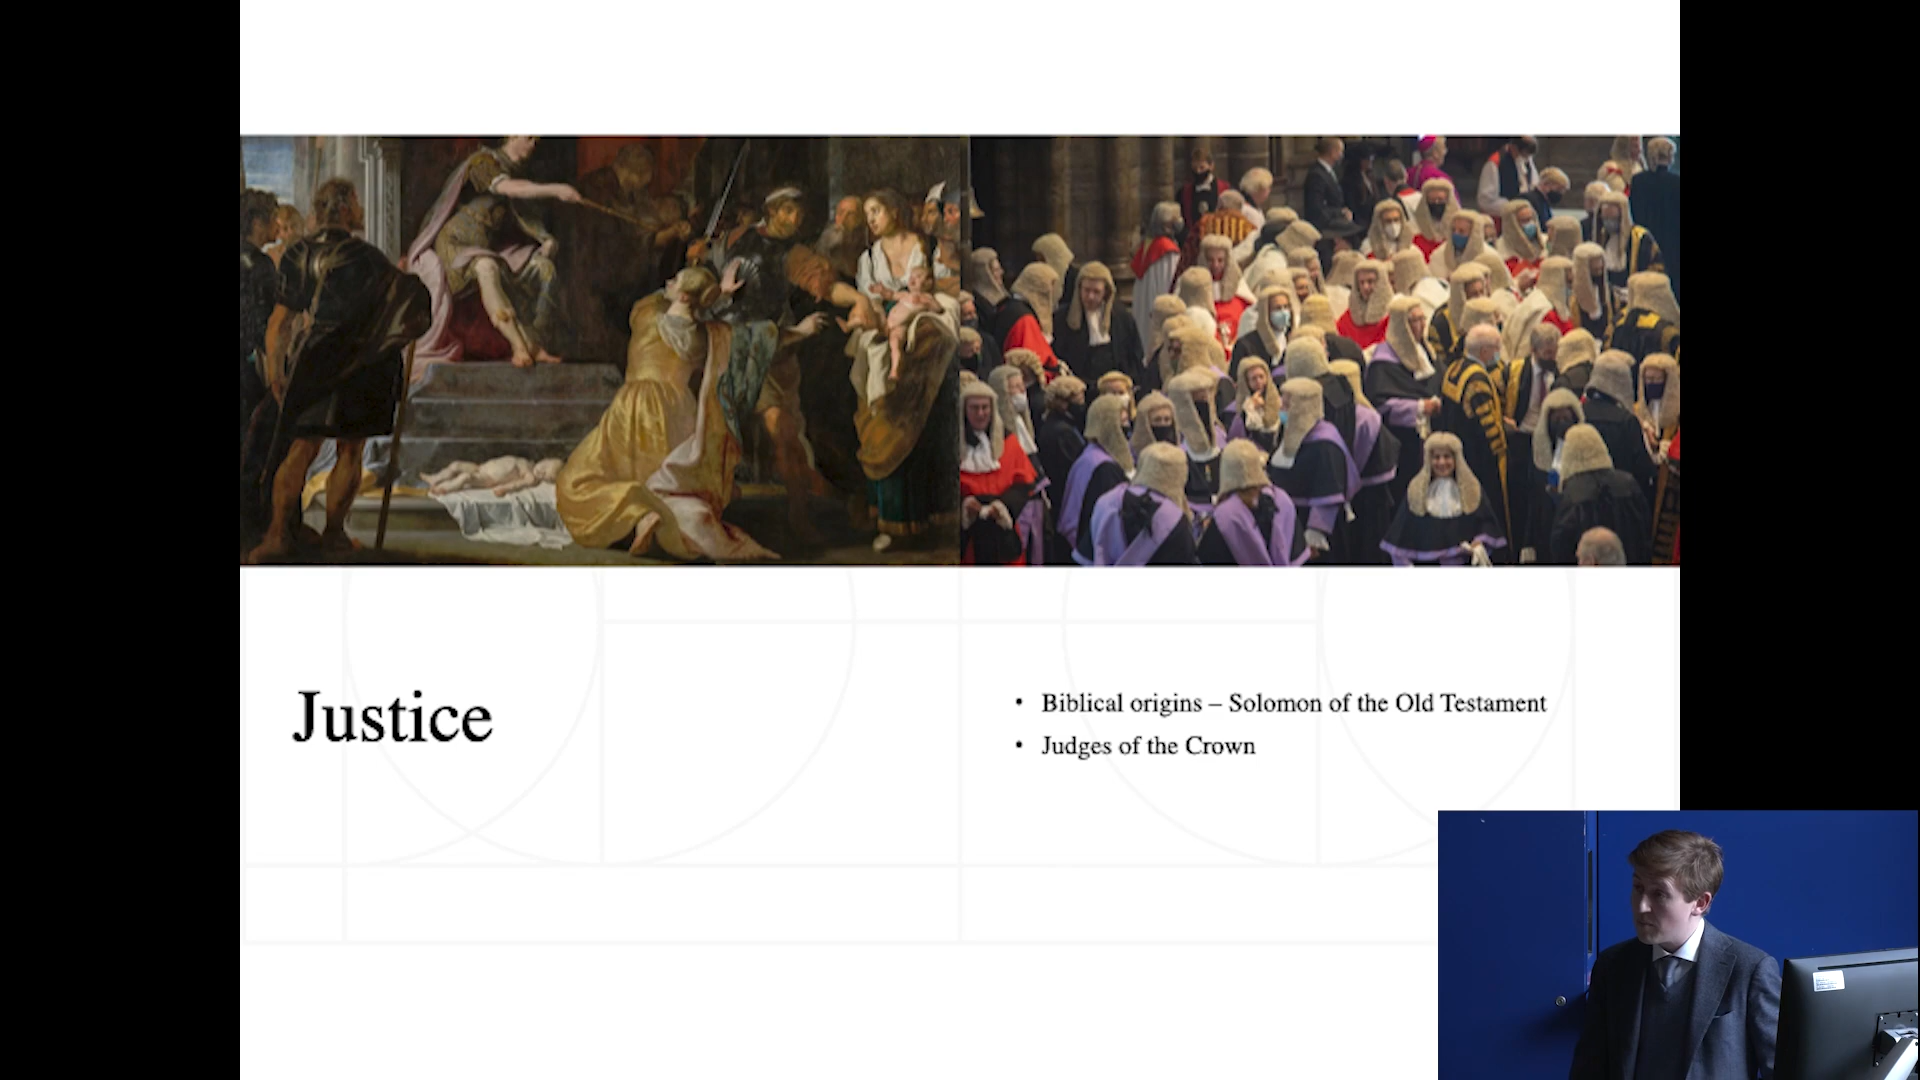 Justice
• Biblical origins – Solomon of the Old Testament
• Judges of the Crown